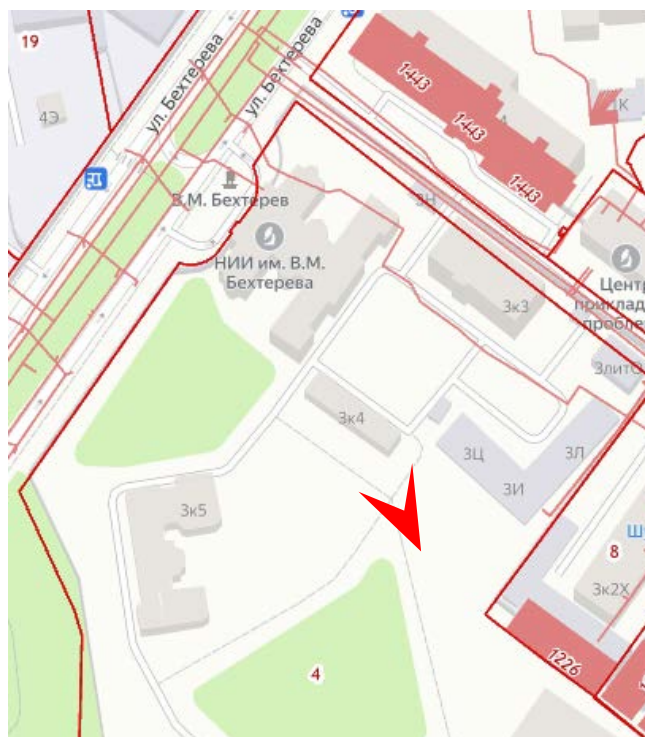 19
ул. Бехтерева
ул. Бехтерева
4Э
1443
1443
1443
К
В.М. Бехтерев
3Н
НИИ им. В.М.
Бехтерева
Центр
приклад
пробле
3к3
3литО
3к4
3Ц
3Л
3И
3к5
Ш
8
3к2Х
1226
4